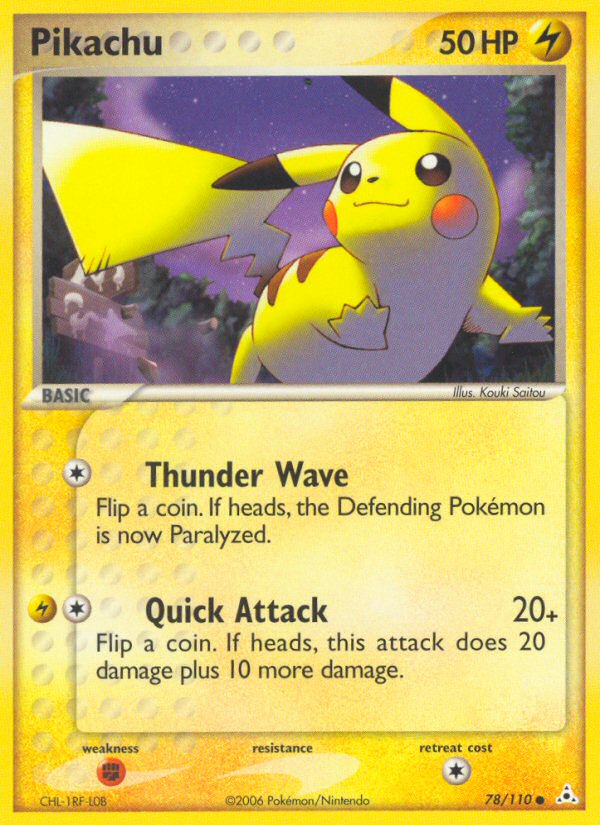 Pikachu 50 HP
BASIC Illus. Kouki Saitou
Thunder Wave
Flip a coin. If heads, the Defending Pokémon
is now Paralyzed.
Quick Attack 20+
Flip a coin. If heads, this attack does 20
damage plus 10 more damage.
weakness resistance retreat cost
CHL-1RF-L0B ©2006 Pokémon/Nintendo 78/110